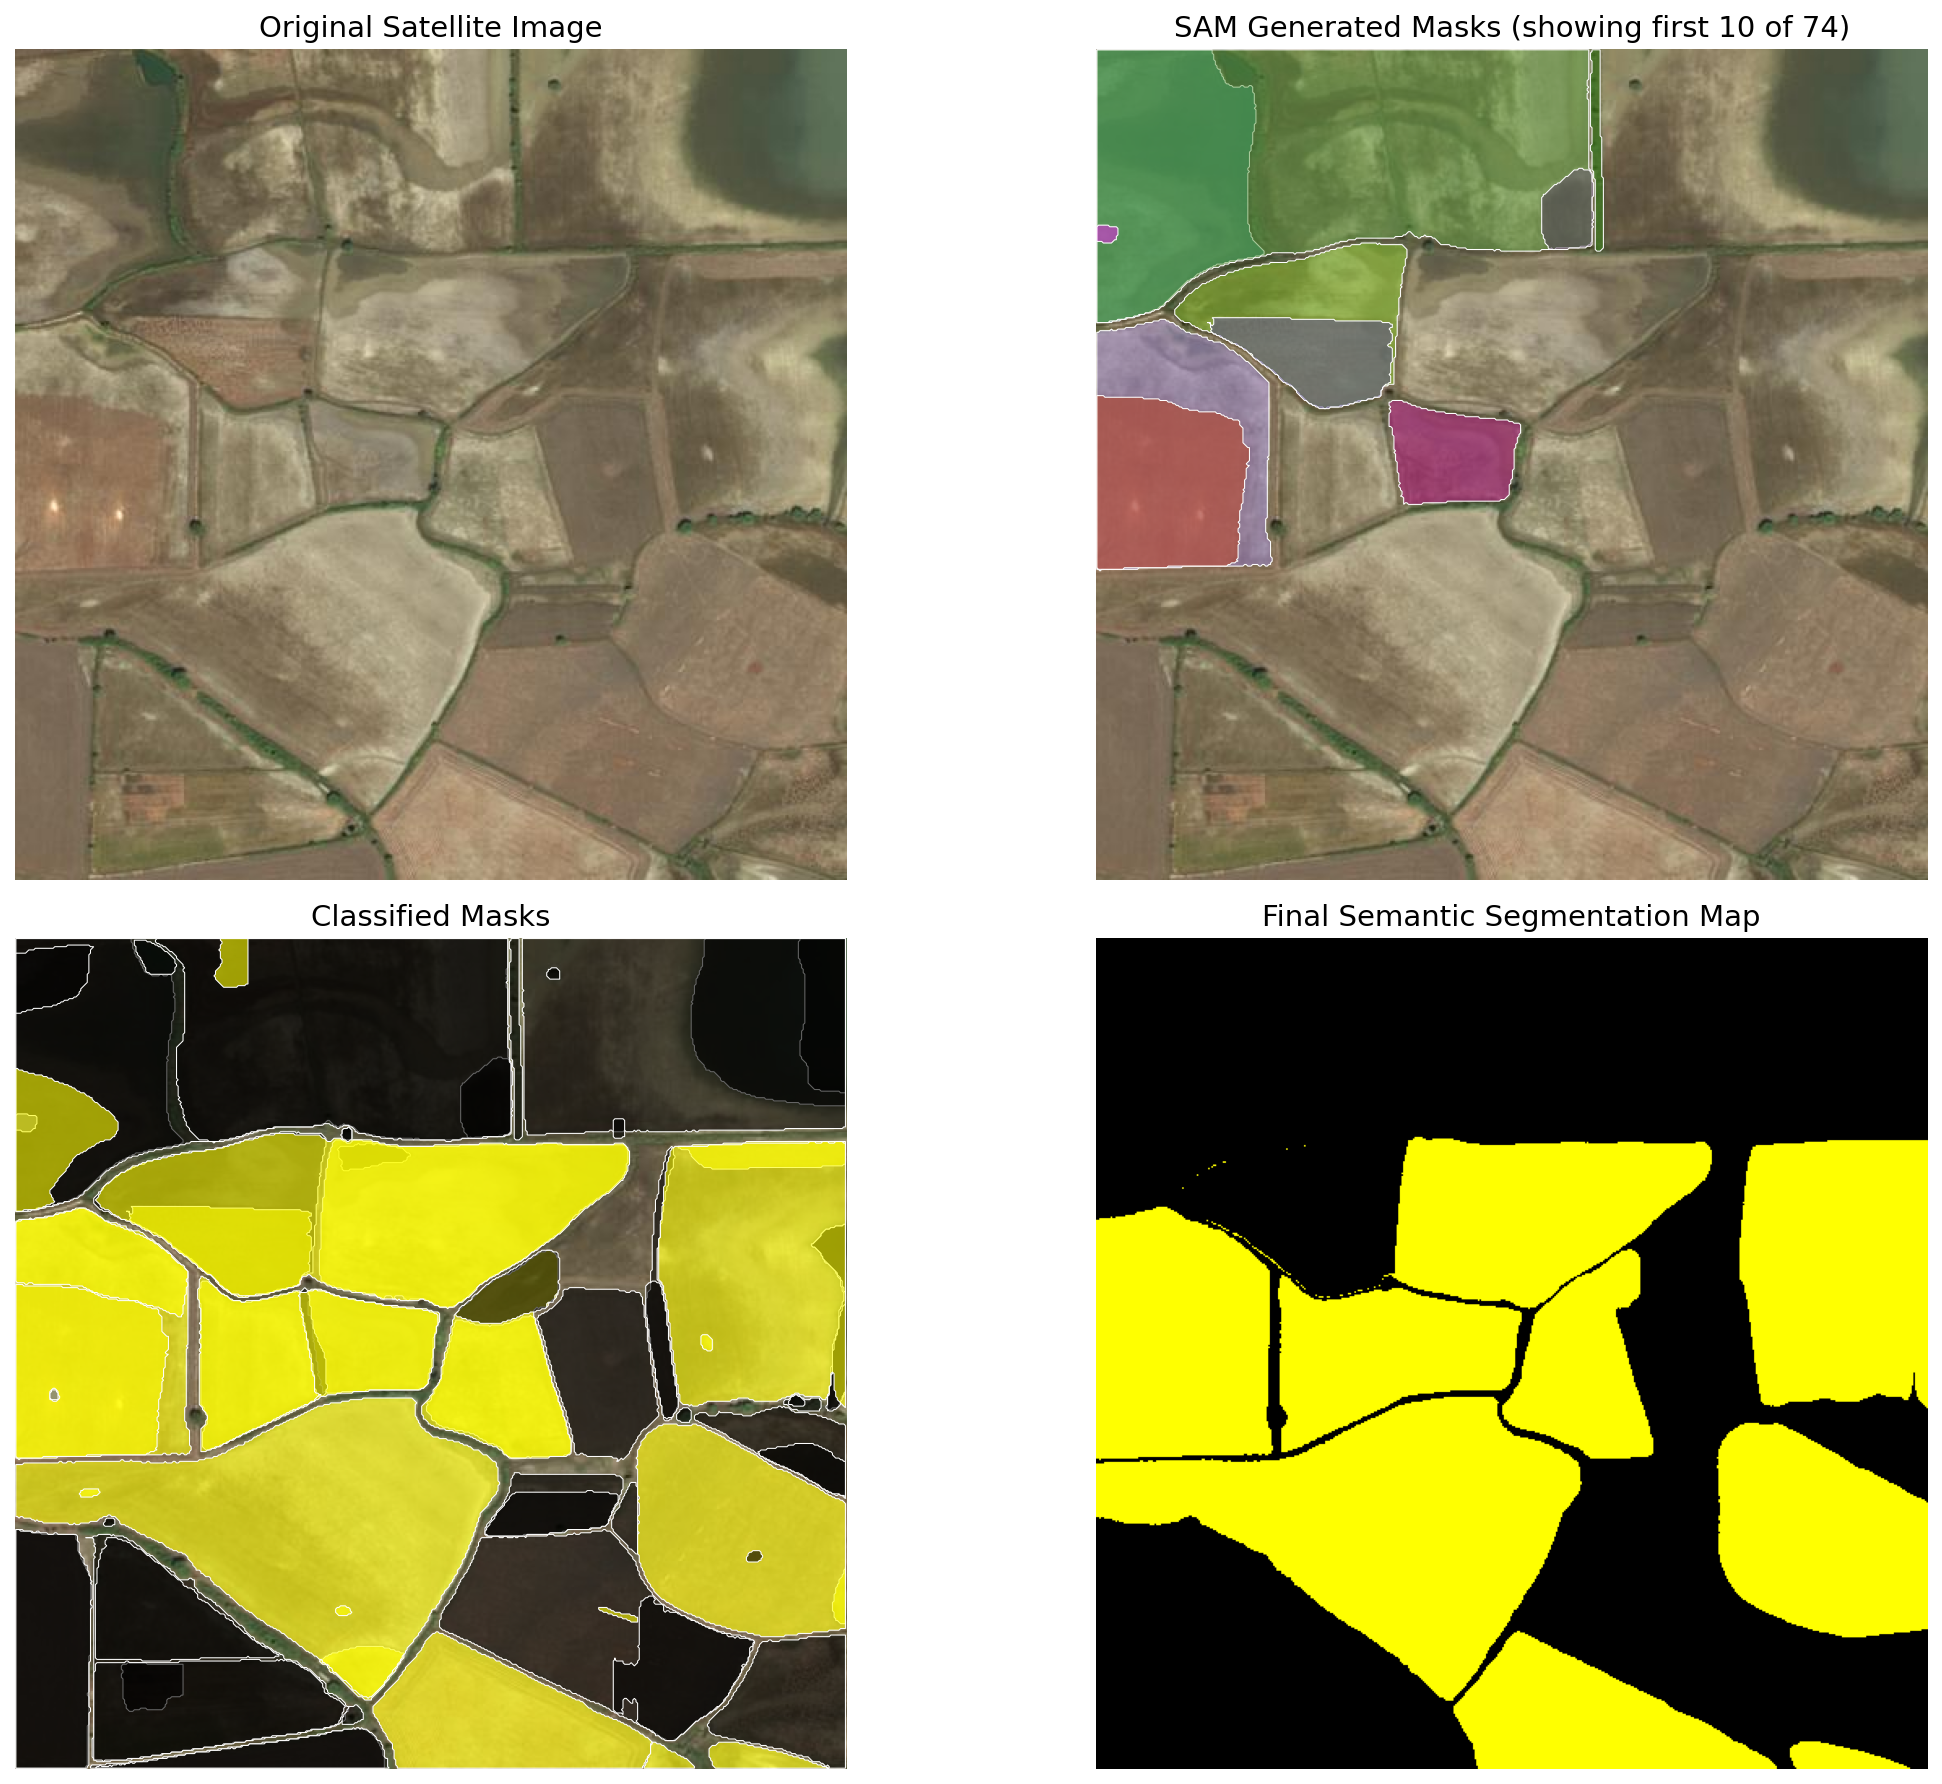 Original Satellite Image
SAM Generated Masks (showing first 10 of 74)
Classified Masks
Final Semantic Segmentation Map